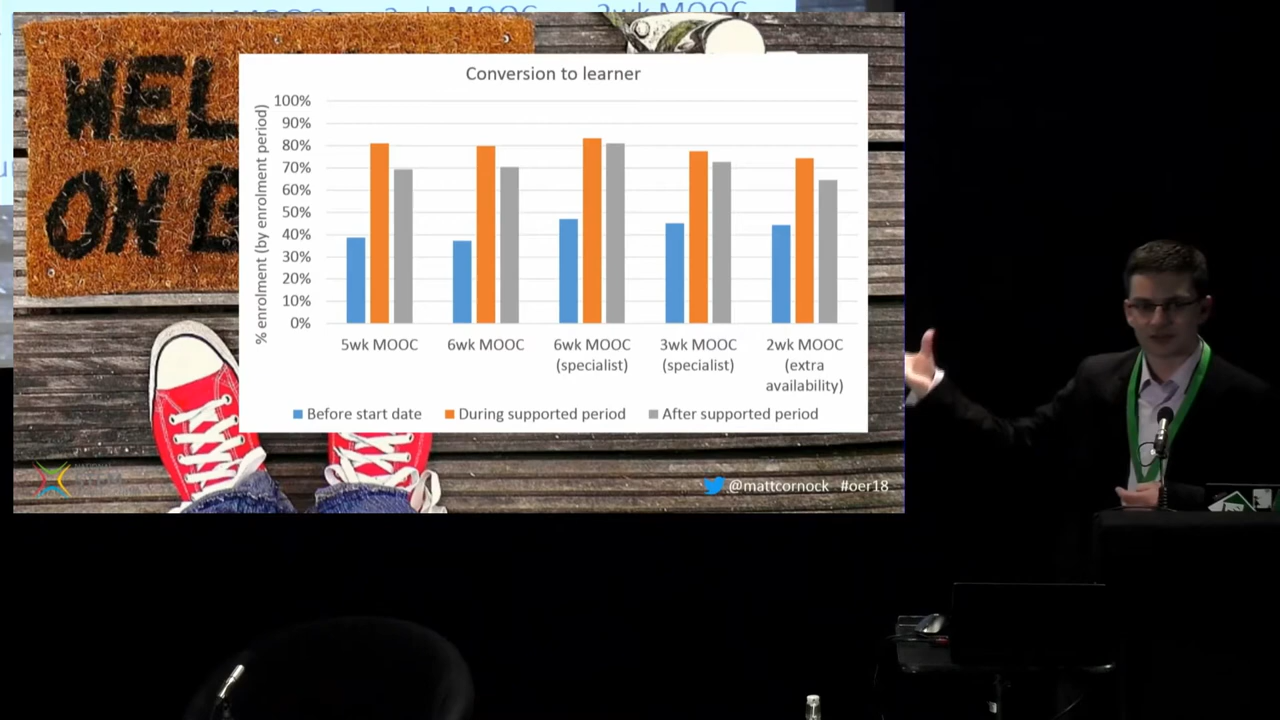 2wk MOOC
WEL
ON B
Conversion to learner
% enrolment (by enrolment period)
100%
90%
80%
70%
60%
50%
40%
30%
20%
10%
0%
5wk MOOC
6wk MOOC
6wk MOOC
(specialist)
3wk MOOC
(specialist)
2wk MOOC
(extra
availability)
Before start date
During supported period
After supported period
@mattcornock #oer18